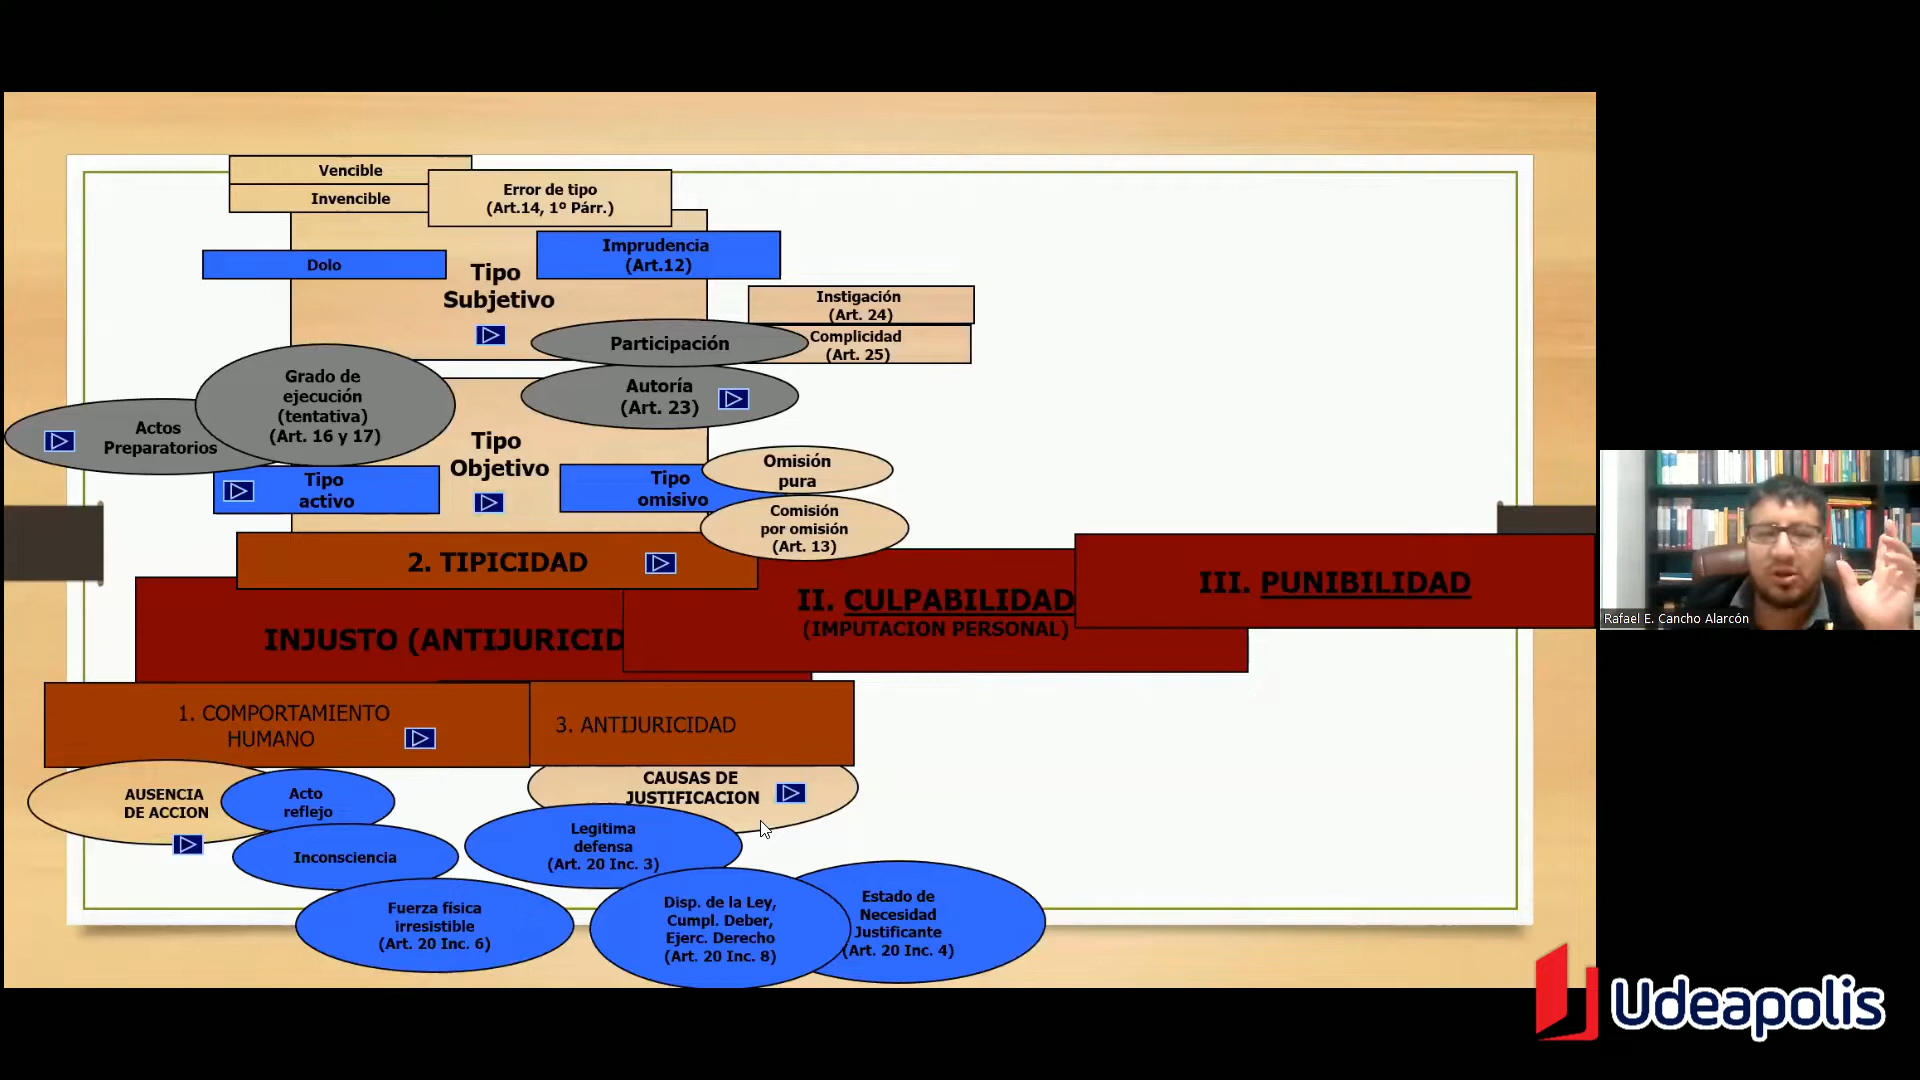 Vencible
Invencible
Error de tipo
(Art.14, 1º Párr.)
Dolo
Imprudencia
(Art.12)
Tipo
Subjetivo
Instigación
(Art. 24)
Complicidad
(Art. 25)
Participación
Autoría
(Art. 23)
Grado de
ejecución
(tentativa)
(Art. 16 y 17)
Actos
Preparatorios
Tipo
Objetivo
Tipo
activo
Tipo
omisivo
Omisión
pura
Comisión
por omisión
(Art. 13)
2. TIPICIDAD
INJUSTO (ANTIJURICID
II. CULPABILIDAD
(IMPUTACION PERSONAL)
III. PUNIBILIDAD
1. COMPORTAMIENTO
HUMANO
3. ANTIJURICIDAD
AUSENCIA
DE ACCION
Acto
reflejo
Inconsciencia
Fuerza física
irresistible
(Art. 20 Inc. 6)
CAUSAS DE
JUSTIFICACION
Legitima
defensa
(Art. 20 Inc. 3)
Disp. de la Ley,
Cumpl. Deber,
Ejerc. Derecho
(Art. 20 Inc. 8)
Estado de
Necesidad
Justificante
(Art. 20 Inc. 4)
Rafael E. Cancho Alarcón
Udeapolis